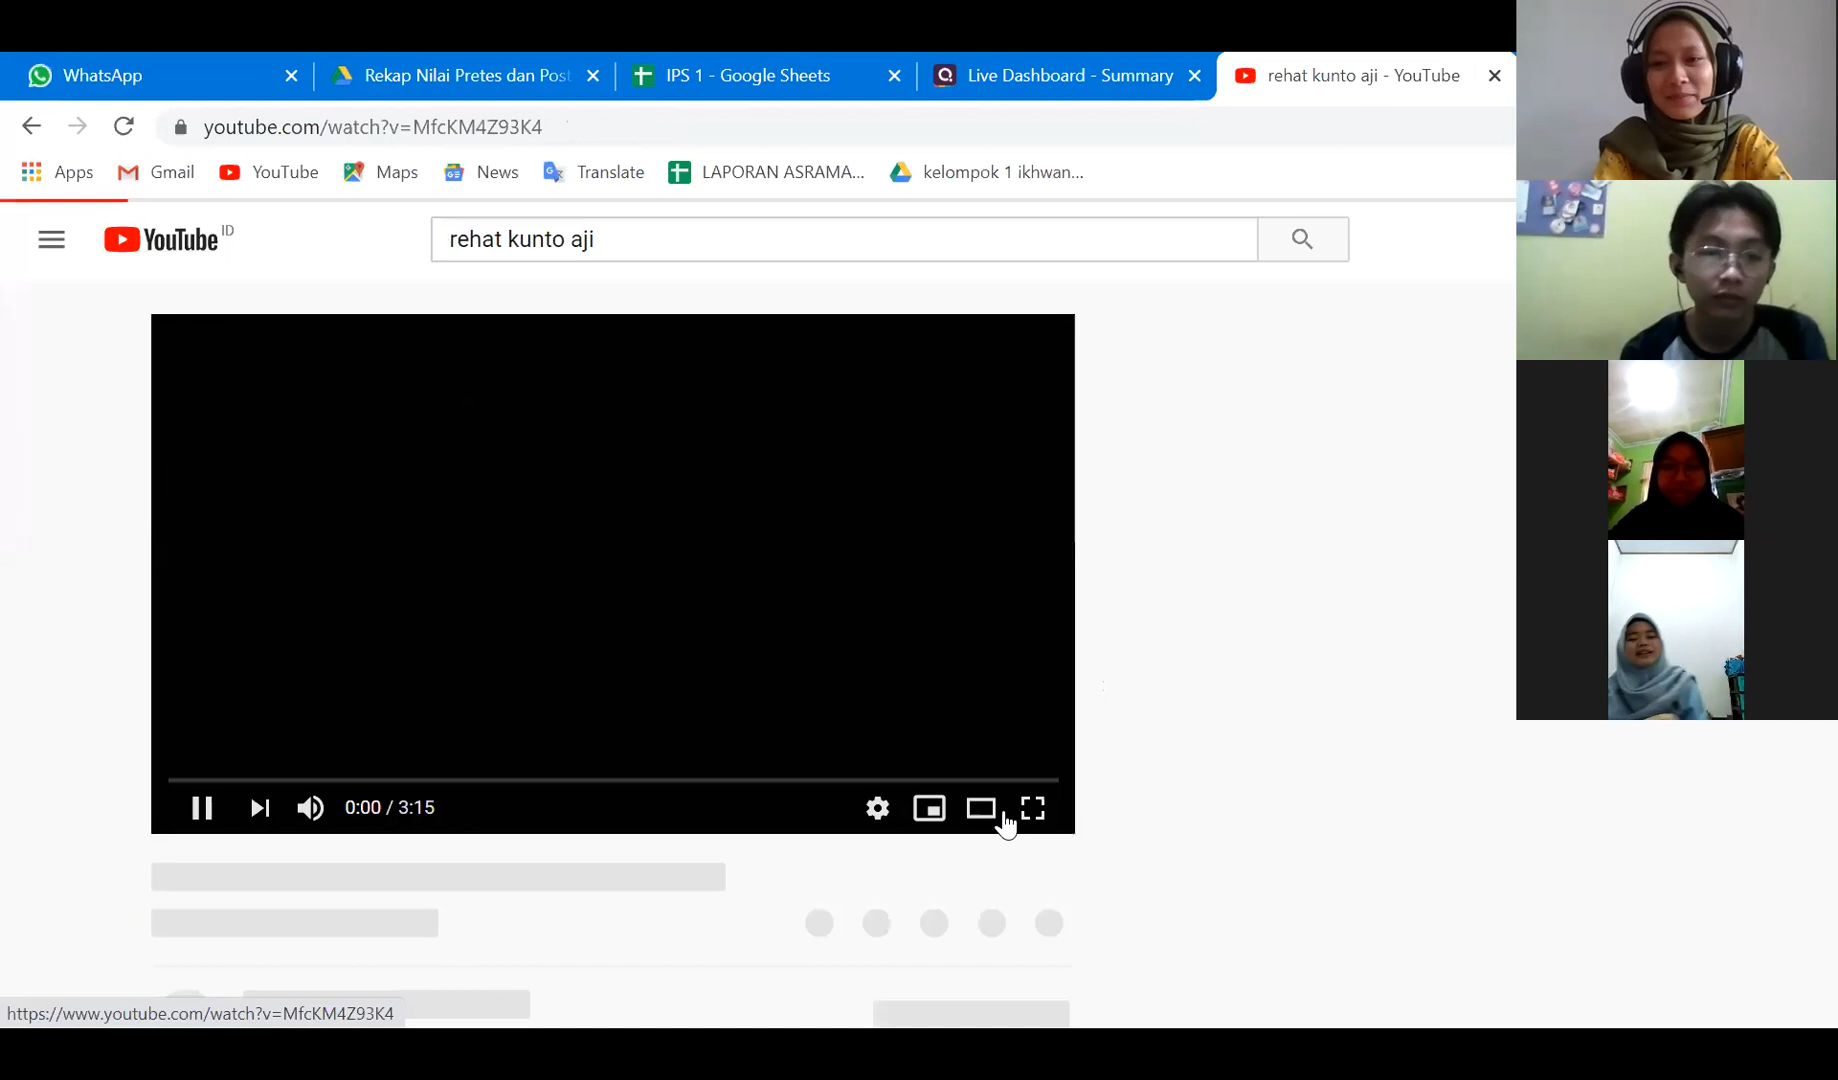 WhatsApp
Rekap Nilai Pretes dan Post
IPS 1 - Google Sheets
Live Dashboard - Summary
rehat kunto aji - YouTube
youtube.com/watch?v=MfcKM4Z93K4
Apps
Gmail
YouTube
Maps
News
Translate
LAPORAN ASRAMA...
kelompok 1 ikhwan...
YouTube ID
rehat kunto aji
0:00 / 3:15
https://www.youtube.com/watch?v=MfcKM4Z93K4